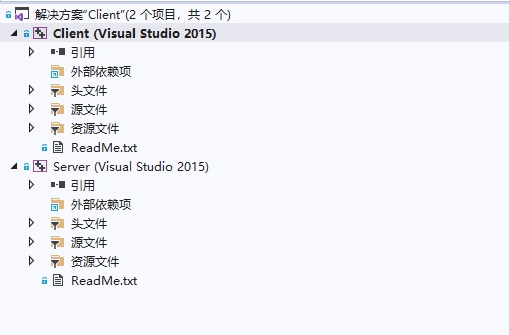 解决方案"Client"(2 个项目，共 2 个)
Client (Visual Studio 2015)
引用
外部依赖项
头文件
源文件
资源文件
ReadMe.txt
Server (Visual Studio 2015)
引用
外部依赖项
头文件
源文件
资源文件
ReadMe.txt